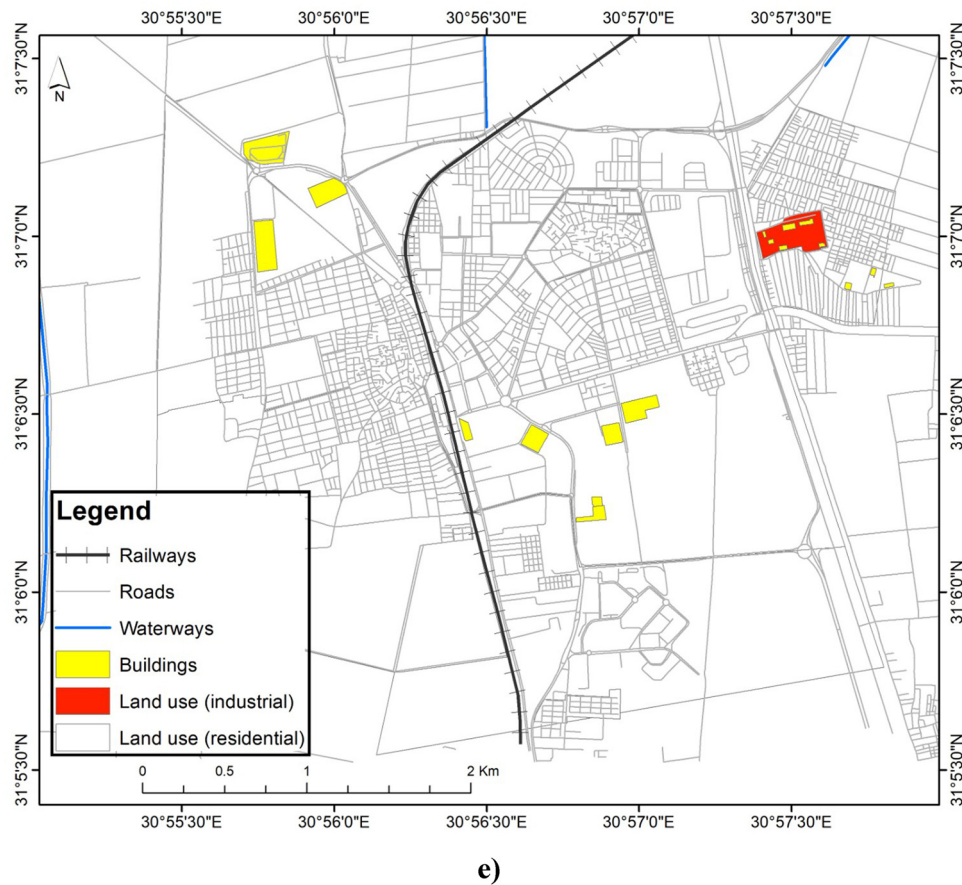 30°55'30"E 30°56'0"E 30°56'30"E 30°57'0"E 30°57'30"E
31°7'30"N 31°7'30"N
N
31°7'0"N 31°7'0"N
31°6'30"N 31°6'30"N
31°6'0"N 31°6'0"N
31°5'30"N 31°5'30"N
Legend
Railways
Roads
Waterways
Buildings
Land use (industrial)
Land use (residential)
0 0.5 1 2 Km
30°55'30"E 30°56'0"E 30°56'30"E 30°57'0"E 30°57'30"E
e)